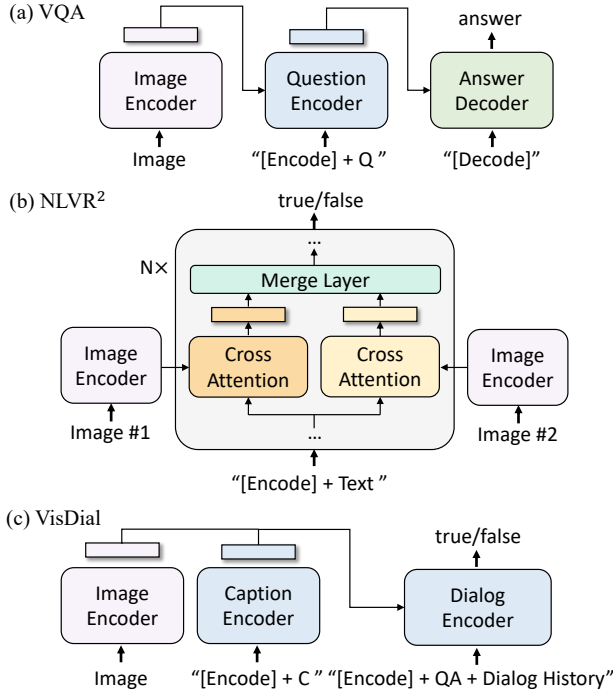 (a) VQA
answer
Image Encoder
Question Encoder
Answer Decoder
Image
“[Encode] + Q ”
“[Decode]”
(b) NLVR²
true/false
...
N×
Merge Layer
Image Encoder
Cross Attention
Cross Attention
Image Encoder
Image #1
Image #2
...
“[Encode] + Text ”
(c) VisDial
true/false
Image Encoder
Caption Encoder
Dialog Encoder
Image
“[Encode] + C ”
“[Encode] + QA + Dialog History”